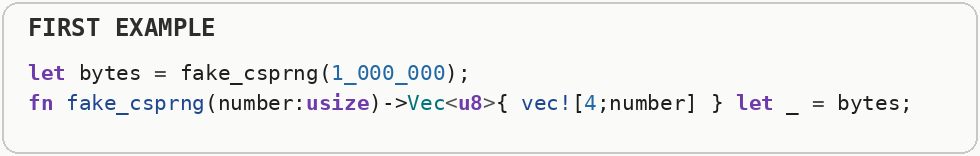 FIRST EXAMPLE
let bytes = fake_csprng(1_000_000);
fn fake_csprng(number:usize)->Vec<u8>{ vec![4;number] } let _ = bytes;